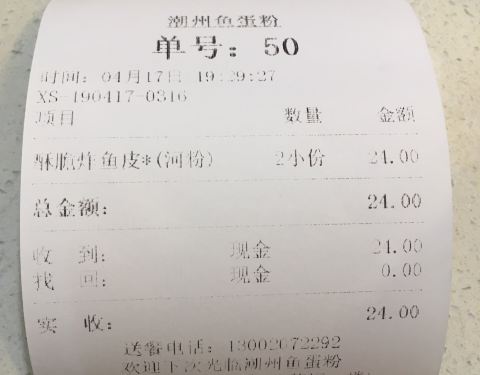 潮州鱼蛋粉
单号：50
时间：04月17日 19:29:27
XS-190417-0316
项目 数量 金额
酥脆炸鱼皮*(河粉) 2小份 24.00
总金额： 24.00
收 到： 现金 24.00
找 回： 现金 0.00
实 收： 24.00
送餐电话：13002072292
欢迎下次光临潮州鱼蛋粉